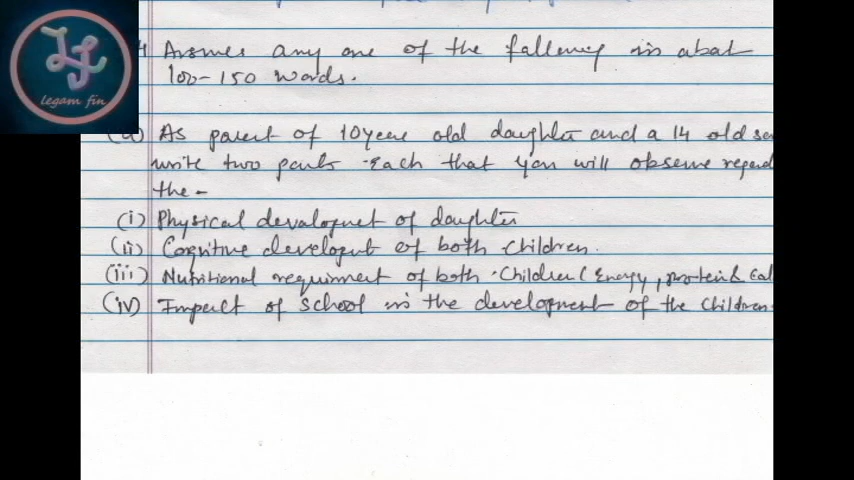 legam fin
4 Answer any one of the following in about
100-150 words.
(a) As parent of 10 year old daughter and a 14 old so
write two points each that you will observe regard
the -
(i) Physical development of daughter
(ii) Cognitive development of both children.
(iii) Nutritional requirment of both Children (Energy, protein & Cal
(iv) Impact of school in the development of the Children.